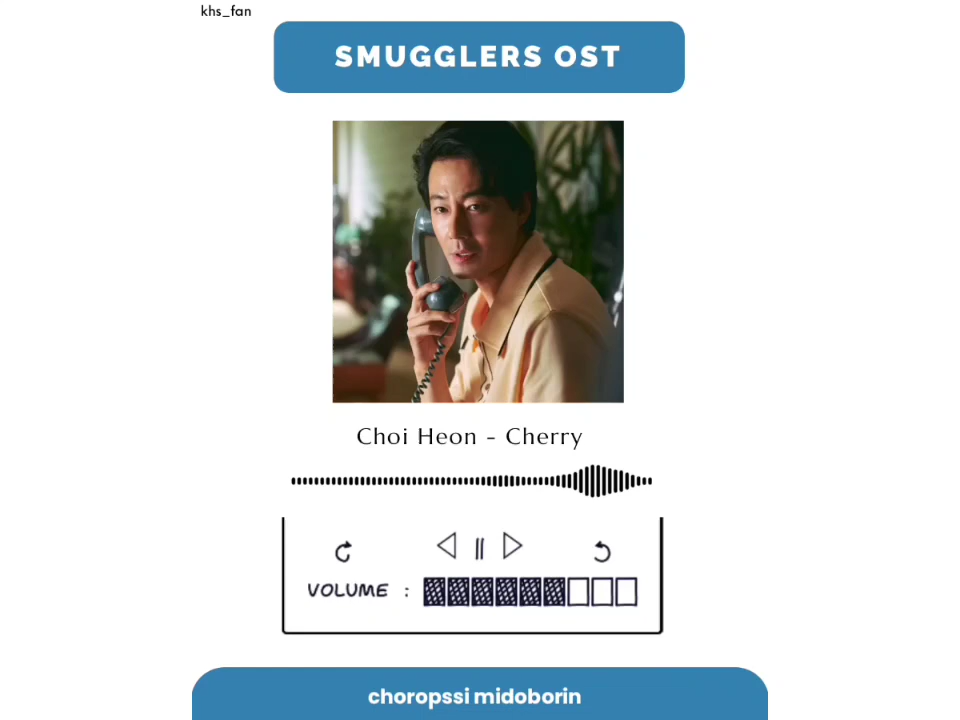 khs_fan
SMUGGLERS OST
Choi Heon - Cherry
VOLUME :
choropssi midoborin